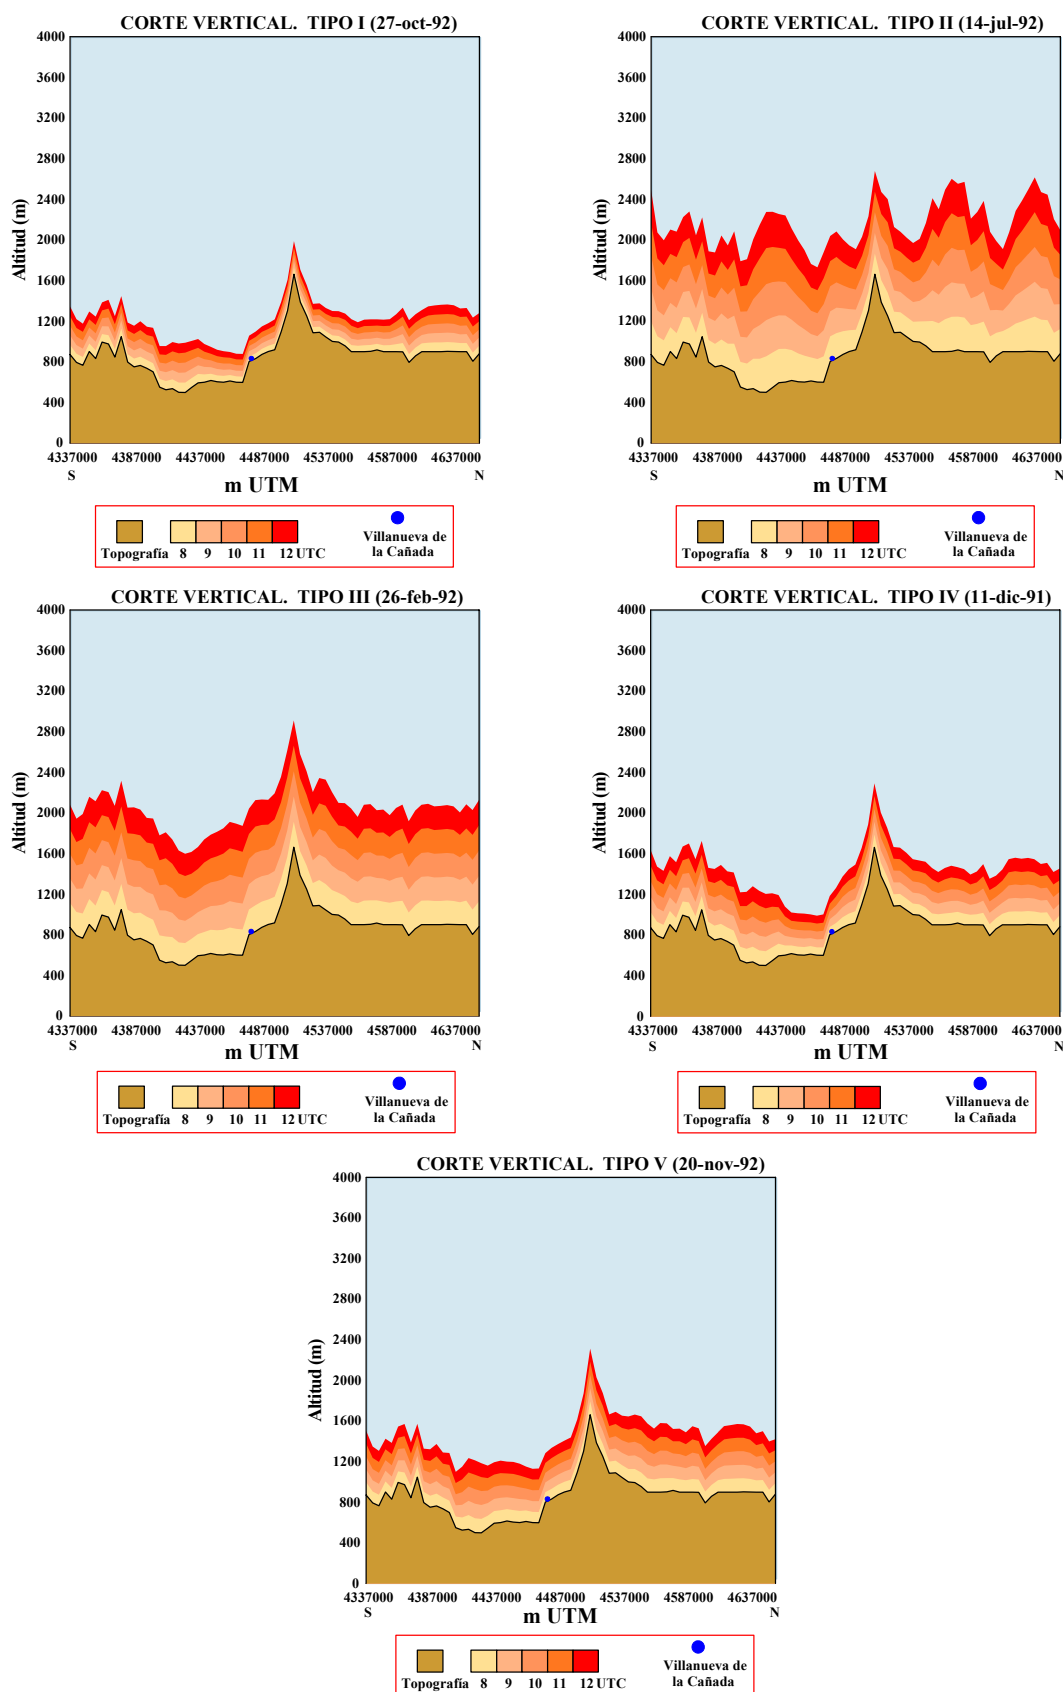 CORTE VERTICAL. TIPO I (27-oct-92)
4000
3600
3200
2800
2400
2000
1600
1200
800
400
0
Altitud (m)
4337000 4387000 4437000 4487000 4537000 4587000 4637000
S N
m UTM
Topografía 8 9 10 11 12 UTC
Villanueva de
la Cañada
CORTE VERTICAL. TIPO II (14-jul-92)
4000
3600
3200
2800
2400
2000
1600
1200
800
400
0
Altitud (m)
4337000 4387000 4437000 4487000 4537000 4587000 4637000
S N
m UTM
Topografía 8 9 10 11 12 UTC
Villanueva de
la Cañada
CORTE VERTICAL. TIPO III (26-feb-92)
4000
3600
3200
2800
2400
2000
1600
1200
800
400
0
Altitud (m)
4337000 4387000 4437000 4487000 4537000 4587000 4637000
S N
m UTM
Topografía 8 9 10 11 12 UTC
Villanueva de
la Cañada
CORTE VERTICAL. TIPO IV (11-dic-91)
4000
3600
3200
2800
2400
2000
1600
1200
800
400
0
Altitud (m)
4337000 4387000 4437000 4487000 4537000 4587000 4637000
S N
m UTM
Topografía 8 9 10 11 12 UTC
Villanueva de
la Cañada
CORTE VERTICAL. TIPO V (20-nov-92)
4000
3600
3200
2800
2400
2000
1600
1200
800
400
0
Altitud (m)
4337000 4387000 4437000 4487000 4537000 4587000 4637000
S N
m UTM
Topografía 8 9 10 11 12 UTC
Villanueva de
la Cañada